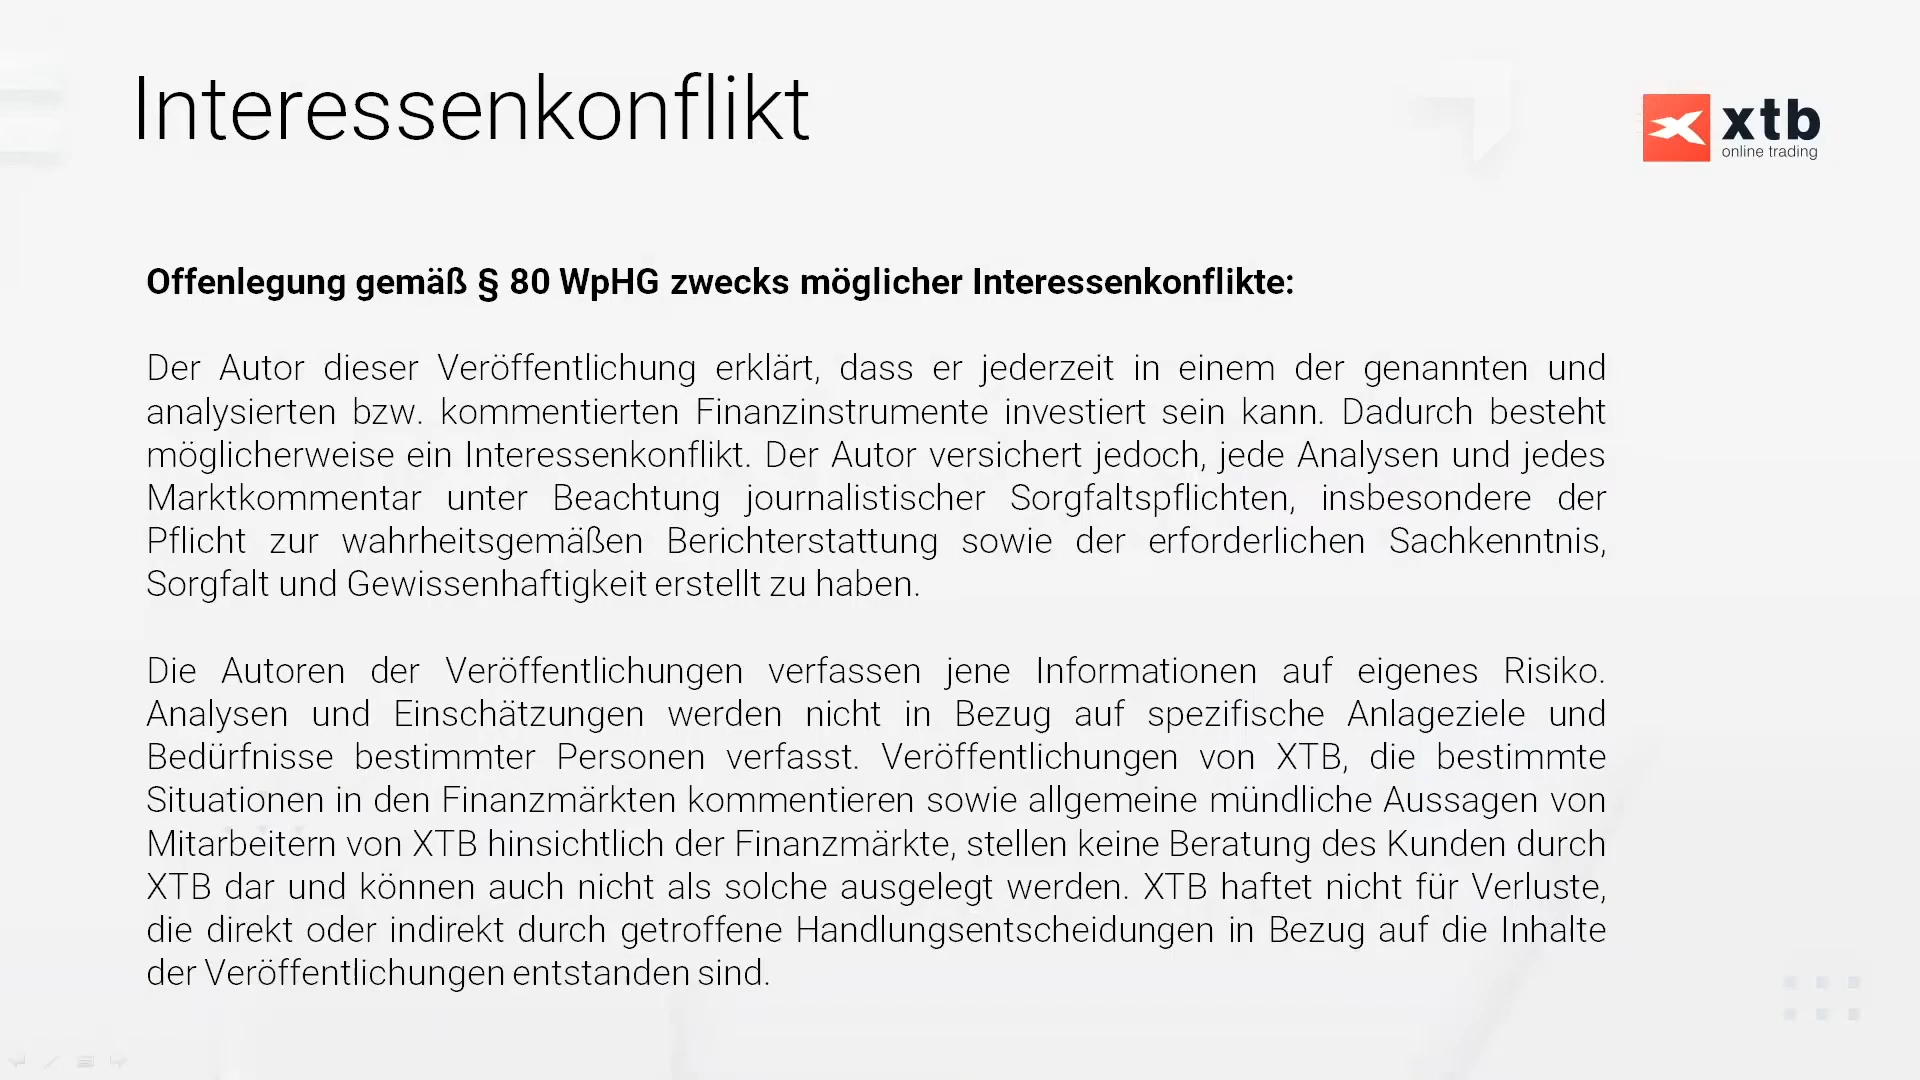 Interessenkonflikt
xtb
online trading
Offenlegung gemäß § 80 WpHG zwecks möglicher Interessenkonflikte:
Der Autor dieser Veröffentlichung erklärt, dass er jederzeit in einem der genannten und
analysierten bzw. kommentierten Finanzinstrumente investiert sein kann. Dadurch besteht
möglicherweise ein Interessenkonflikt. Der Autor versichert jedoch, jede Analysen und jedes
Marktkommentar unter Beachtung journalistischer Sorgfaltspflichten, insbesondere der
Pflicht zur wahrheitsgemäßen Berichterstattung sowie der erforderlichen Sachkenntnis,
Sorgfalt und Gewissenhaftigkeit erstellt zu haben.
Die Autoren der Veröffentlichungen verfassen jene Informationen auf eigenes Risiko.
Analysen und Einschätzungen werden nicht in Bezug auf spezifische Anlageziele und
Bedürfnisse bestimmter Personen verfasst. Veröffentlichungen von XTB, die bestimmte
Situationen in den Finanzmärkten kommentieren sowie allgemeine mündliche Aussagen von
Mitarbeitern von XTB hinsichtlich der Finanzmärkte, stellen keine Beratung des Kunden durch
XTB dar und können auch nicht als solche ausgelegt werden. XTB haftet nicht für Verluste,
die direkt oder indirekt durch getroffene Handlungsentscheidungen in Bezug auf die Inhalte
der Veröffentlichungen entstanden sind.